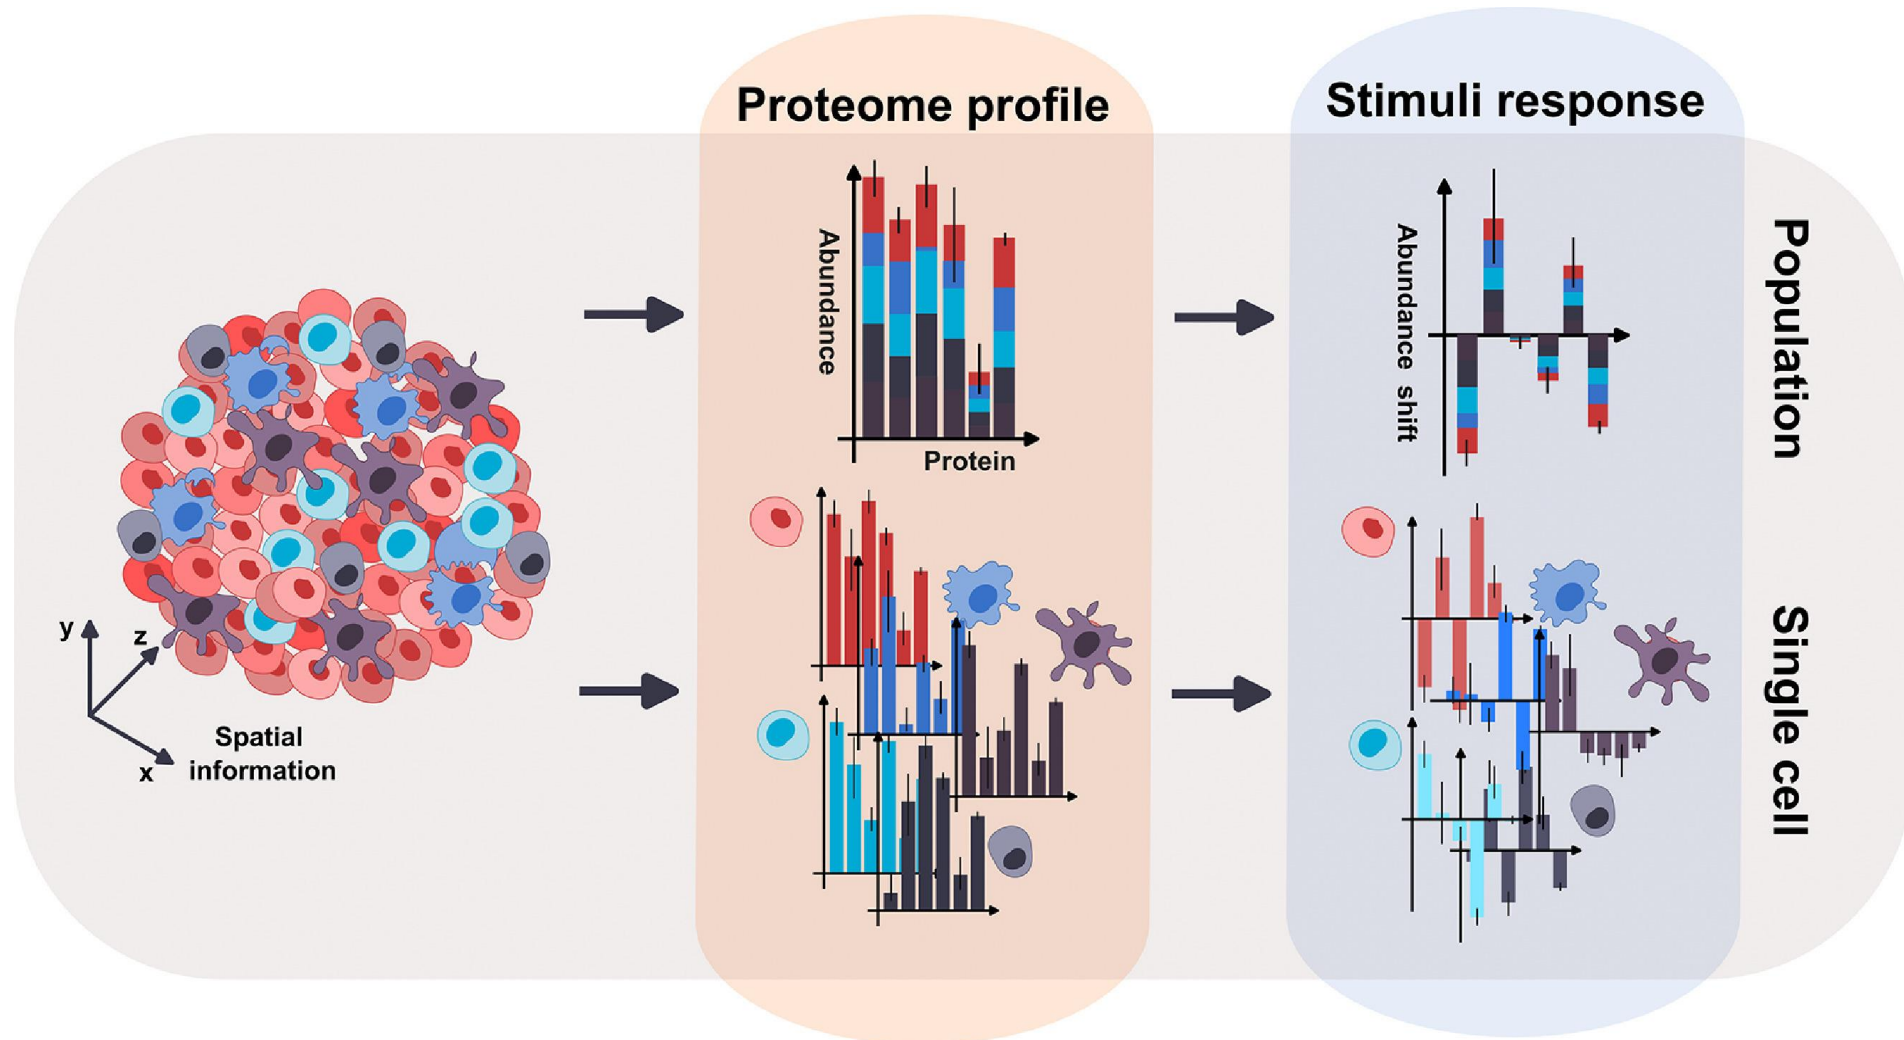 Proteome profile
Stimuli response
Abundance
Protein
Abundance shift
Population
y
z
x
Spatial
information
Single cell